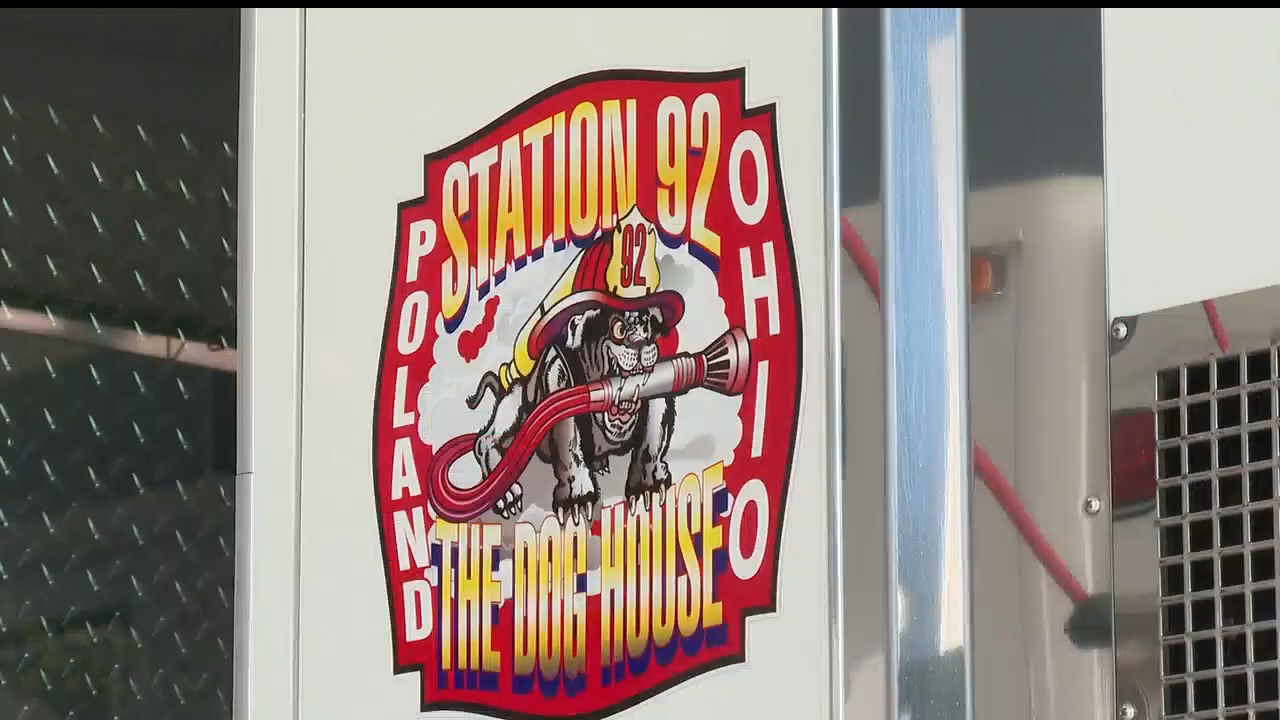 STATION 92
POLAND
92
OHIO
THE DOG HOUSE